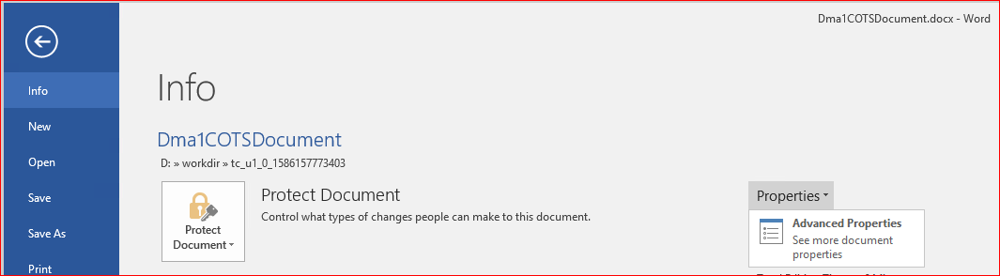 Dma1COTSDocument.docx - Word
Info
New
Open
Save
Save As
Print
Info
Dma1COTSDocument
D: » workdir » tc_u1_0_1586157773403
Protect
Document
Protect Document
Control what types of changes people can make to this document.
Properties
Advanced Properties
See more document
properties